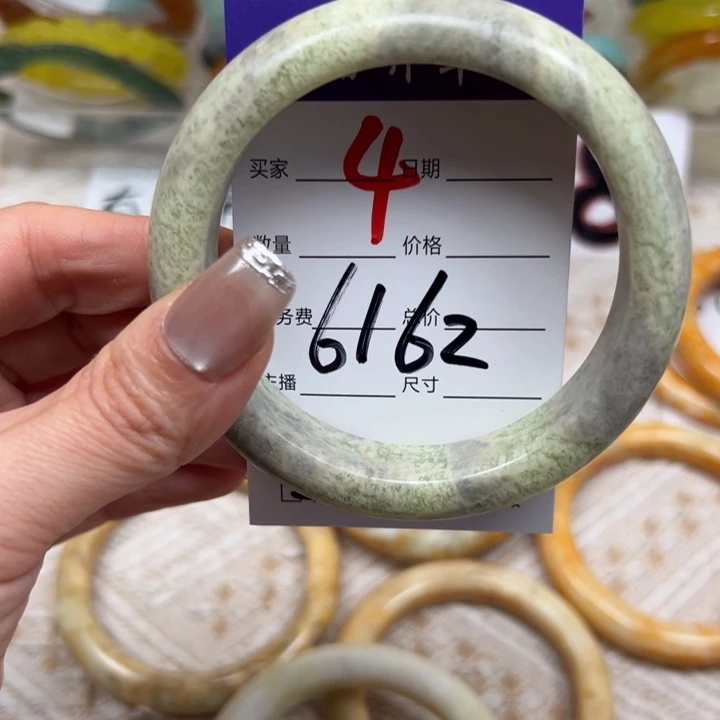 买家 4 日期
数量 价格
务费 总价
6162
主播 尺寸